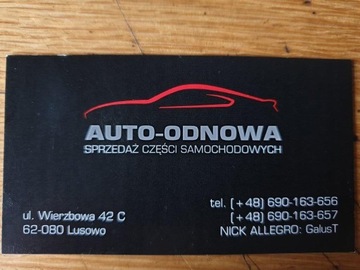 AUTO-ODNOWA
SPRZEDAŻ CZĘŚCI SAMOCHODOWYCH
ul. Wierzbowa 42 C
62-080 Lusowo
tel. (+48) 690-163-656
(+48) 690-163-657
NICK ALLEGRO: GalusT